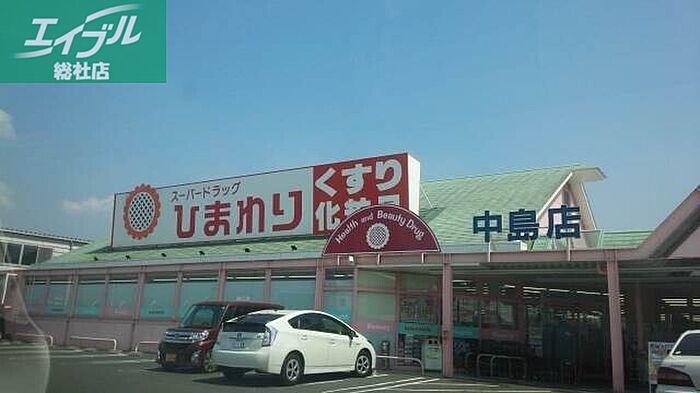 エイブル
総社店
スーパードラッグ
ひまわり
くすり
化粧品
Health and Beauty Drug
中島店